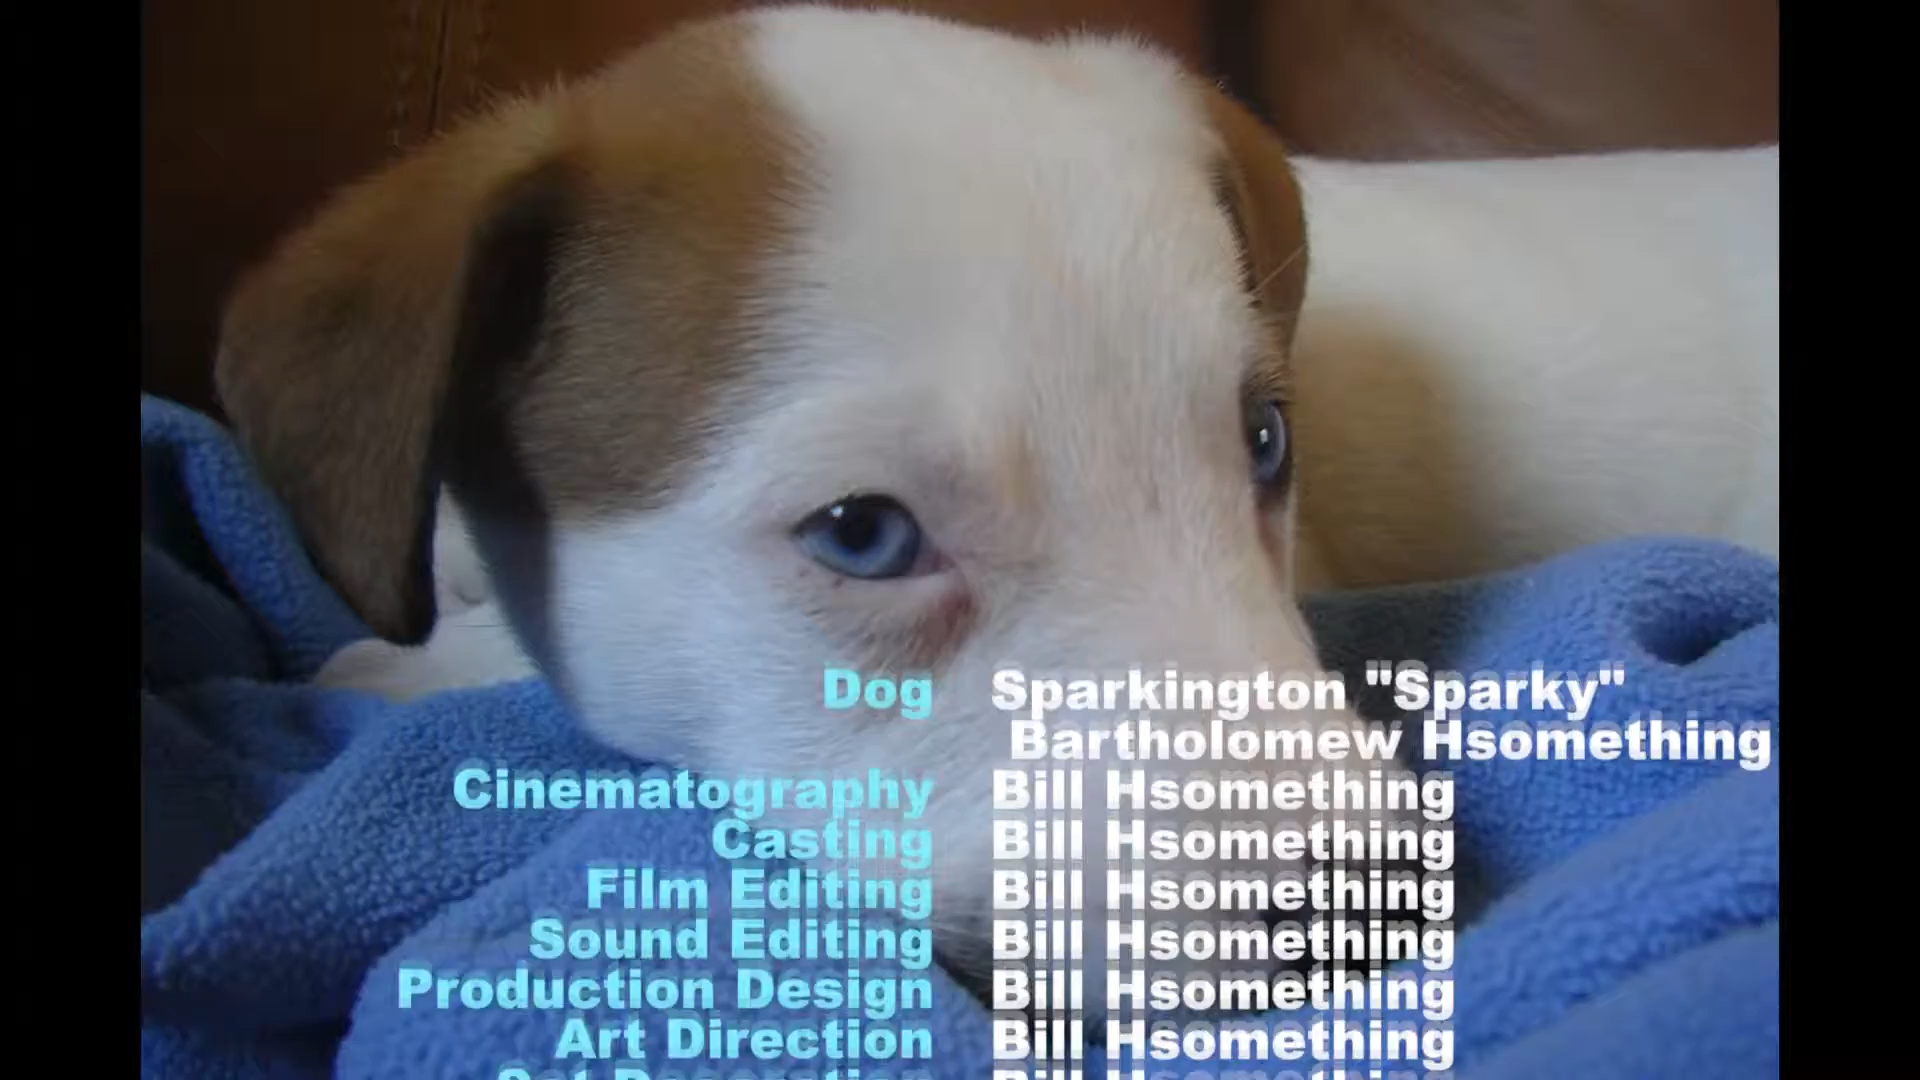 Dog Sparkington "Sparky"
Bartholomew Hsomething
Cinematography Bill Hsomething
Casting Bill Hsomething
Film Editing Bill Hsomething
Sound Editing Bill Hsomething
Production Design Bill Hsomething
Art Direction Bill Hsomething